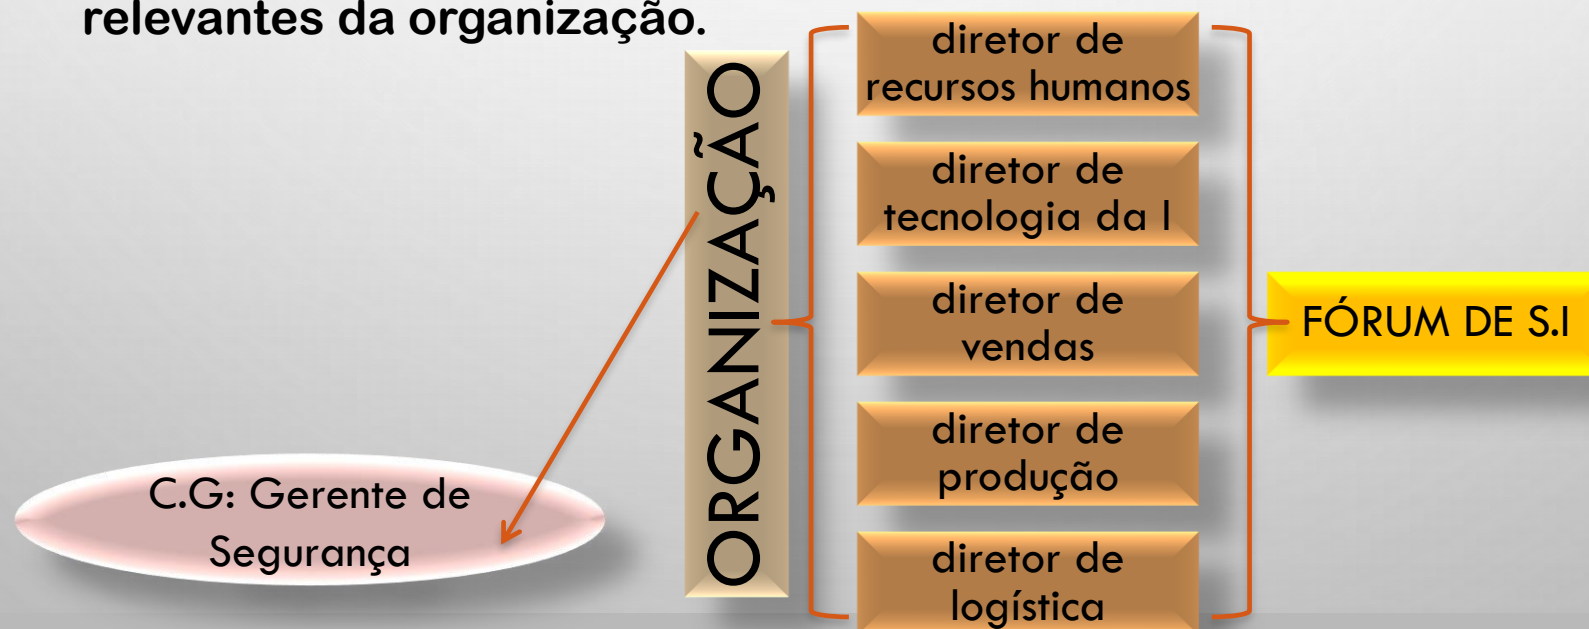 relevantes da organização.
ORGANIZAÇÃO
diretor de
recursos humanos
diretor de
tecnologia da I
diretor de
vendas
diretor de
produção
diretor de
logística
FÓRUM DE S.I
C.G: Gerente de
Segurança